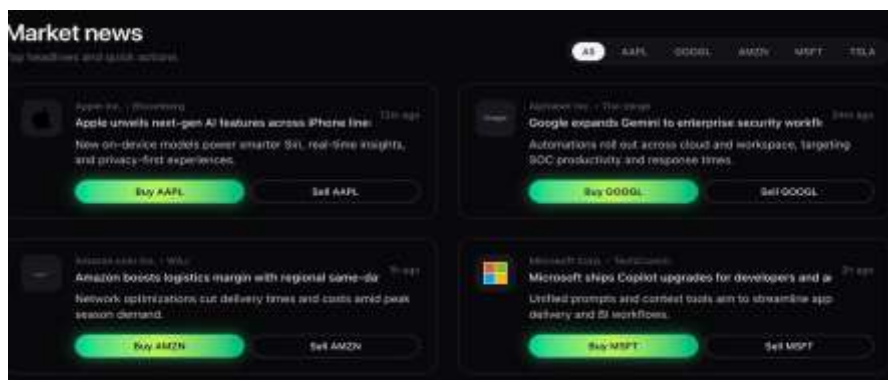 Market news
Top headlines and quick actions
All AAPL GOOGL AMZN MSFT TSLA
Apple Inc. • Bloomberg
12m ago
Apple unveils next-gen AI features across iPhone line
New on-device models power smarter Siri, real-time insights,
and privacy-first experiences.
Buy AAPL Sell AAPL
Alphabet Inc. • The Verge
Google expands Gemini to enterprise security workfl
Automations roll out across cloud and workspace, targeting
SOC productivity and response times.
Buy GOOGL Sell GOOGL
Amazon.com Inc. • WSJ
1h ago
Amazon boosts logistics margin with regional same-da
Network optimizations cut delivery times and costs amid peak
season demand.
Buy AMZN Sell AMZN
Microsoft Corp. • TechCrunch
2h ago
Microsoft ships Copilot upgrades for developers and a
Unified prompts and context tools aim to streamline app
delivery and BI workflows.
Buy MSFT Sell MSFT